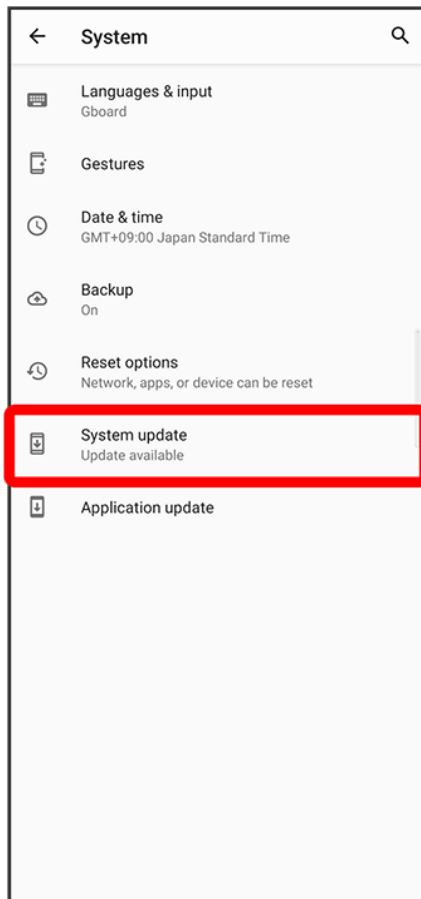 System
Languages & input
Gboard
Gestures
Date & time
GMT+09:00 Japan Standard Time
Backup
On
Reset options
Network, apps, or device can be reset
System update
Update available
Application update